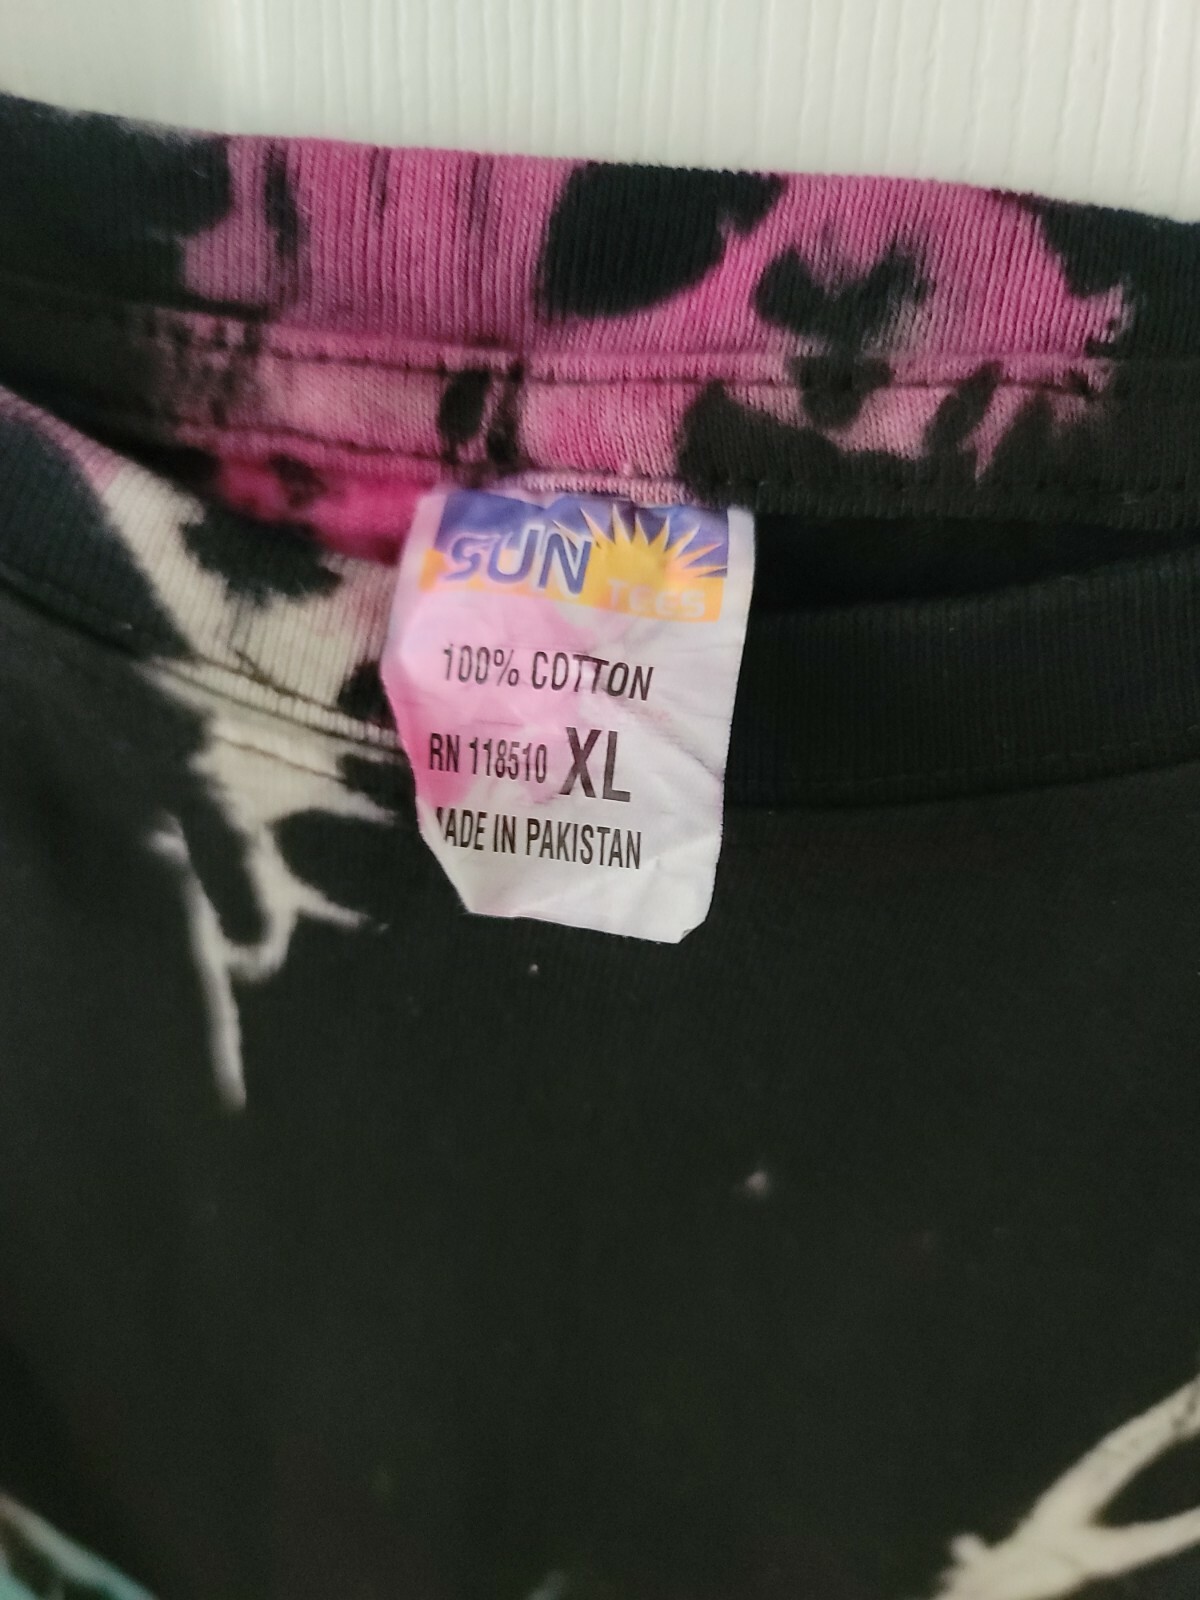 SUN
TEES
100% COTTON
RN 118510 XL
MADE IN PAKISTAN